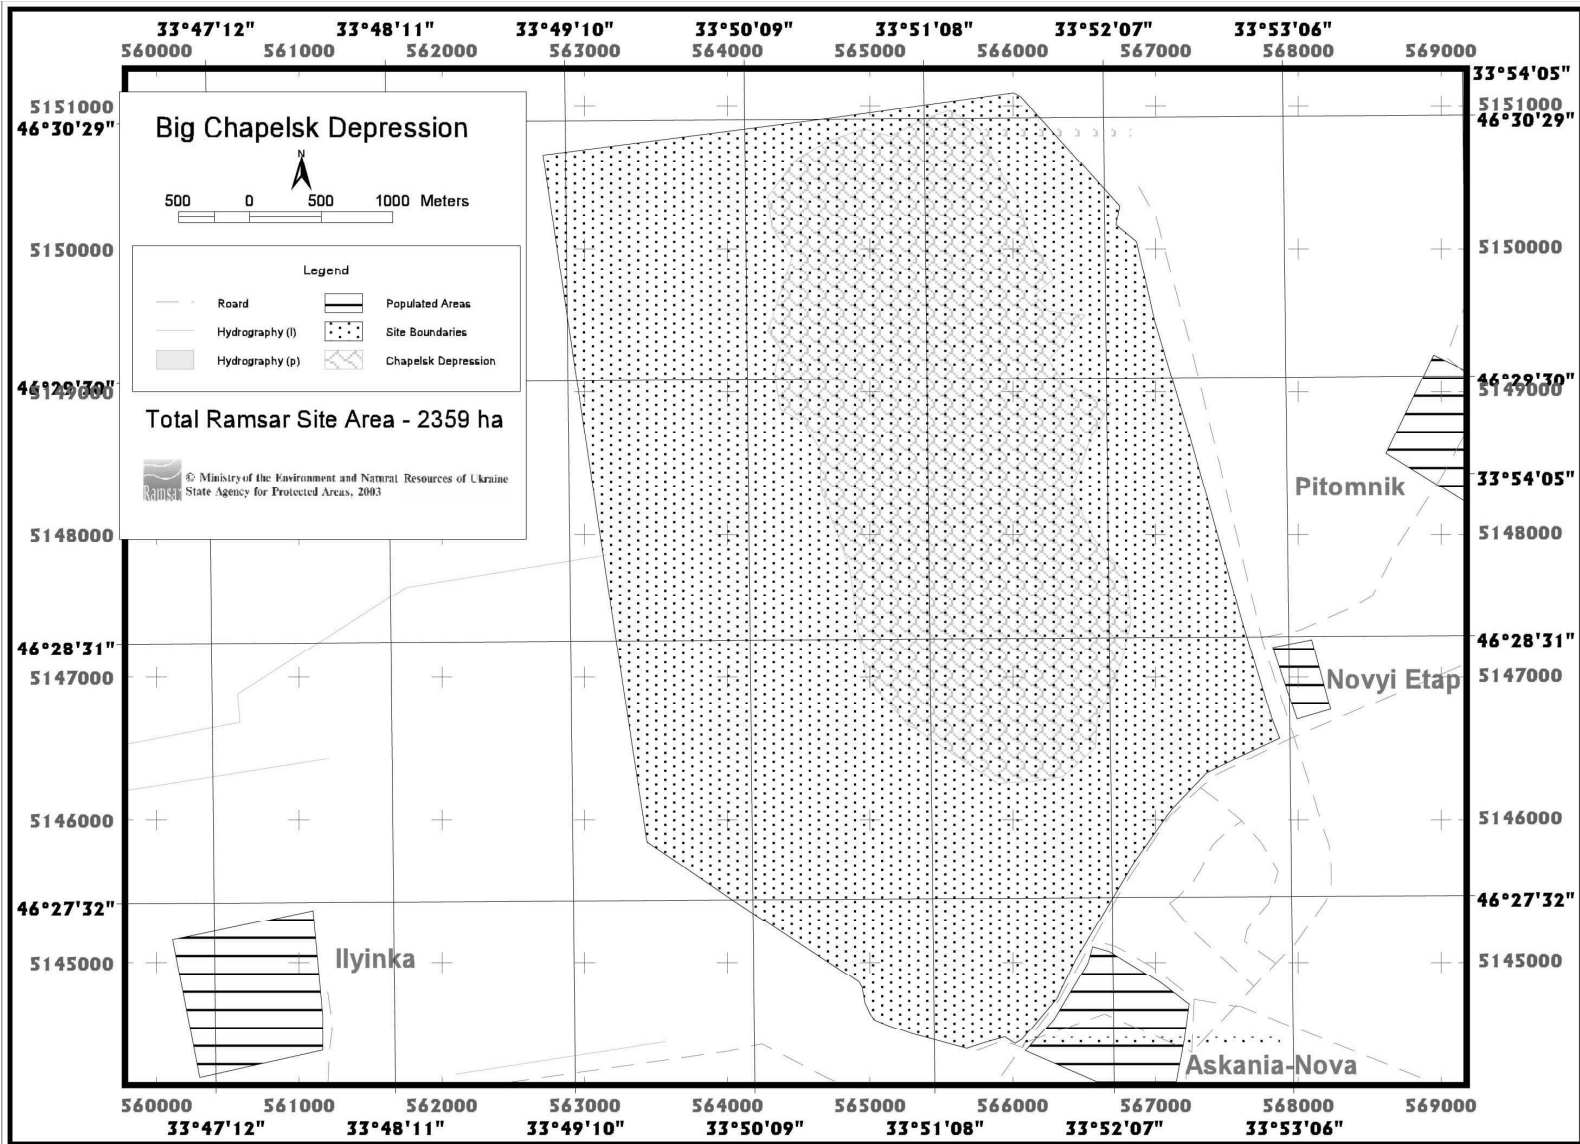 33°47'12" 33°48'11" 33°49'10" 33°50'09" 33°51'08" 33°52'07" 33°53'06"
560000 561000 562000 563000 564000 565000 566000 567000 568000 569000
33°54'05"
5151000 5151000
46°30'29" 46°30'29"
Big Chapelsk Depression
N
500 0 500 1000 Meters
5150000 5150000
Legend
Roard Populated Areas
Hydrography (l) Site Boundaries
Hydrography (p) Chapelsk Depression
46°29'30" 46°29'30"
5149000 5149000
Total Ramsar Site Area - 2359 ha
Ramsar
© Ministry of the Environment and Natural Resources of Ukraine
State Agency for Protected Areas, 2003
33°54'05"
Pitomnik
5148000 5148000
46°28'31" 46°28'31"
5147000 5147000
Novyi Etap
5146000 5146000
46°27'32" 46°27'32"
Ilyinka
5145000 5145000
Askania-Nova
560000 561000 562000 563000 564000 565000 566000 567000 568000 569000
33°47'12" 33°48'11" 33°49'10" 33°50'09" 33°51'08" 33°52'07" 33°53'06"